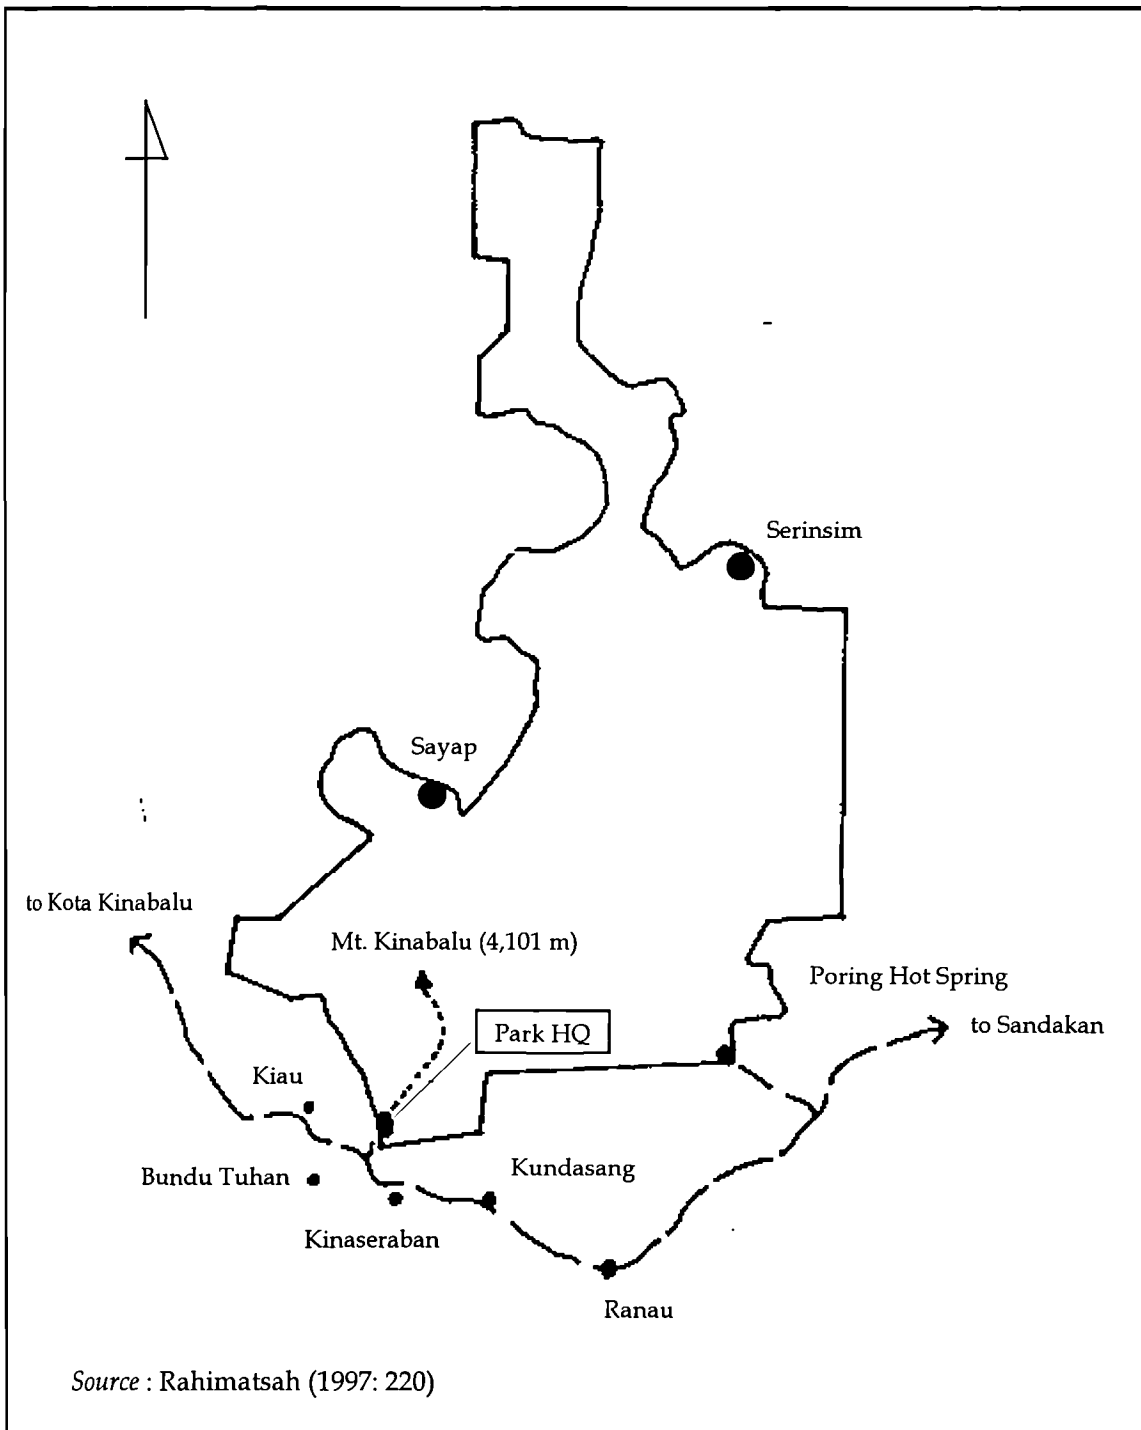 Serinsim
Sayap
to Kota Kinabalu
Mt. Kinabalu (4,101 m)
Poring Hot Spring
Park HQ
to Sandakan
Kiau
Bundu Tuhan
Kundasang
Kinaseraban
Ranau
Source : Rahimatsah (1997: 220)